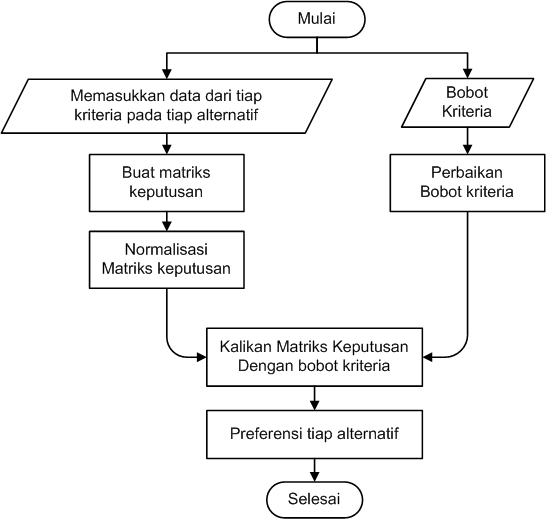 Mulai
Memasukkan data dari tiap
kriteria pada tiap alternatif
Bobot
Kriteria
Buat matriks
keputusan
Perbaikan
Bobot kriteria
Normalisasi
Matriks keputusan
Kalikan Matriks Keputusan
Dengan bobot kriteria
Preferensi tiap alternatif
Selesai